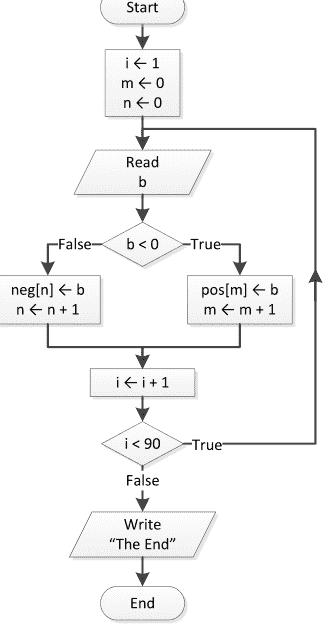 Start
i ← 1
m ← 0
n ← 0
Read
b
False
b < 0
True
neg[n] ← b
n ← n + 1
pos[m] ← b
m ← m + 1
i ← i + 1
i < 90
True
False
Write
“The End”
End